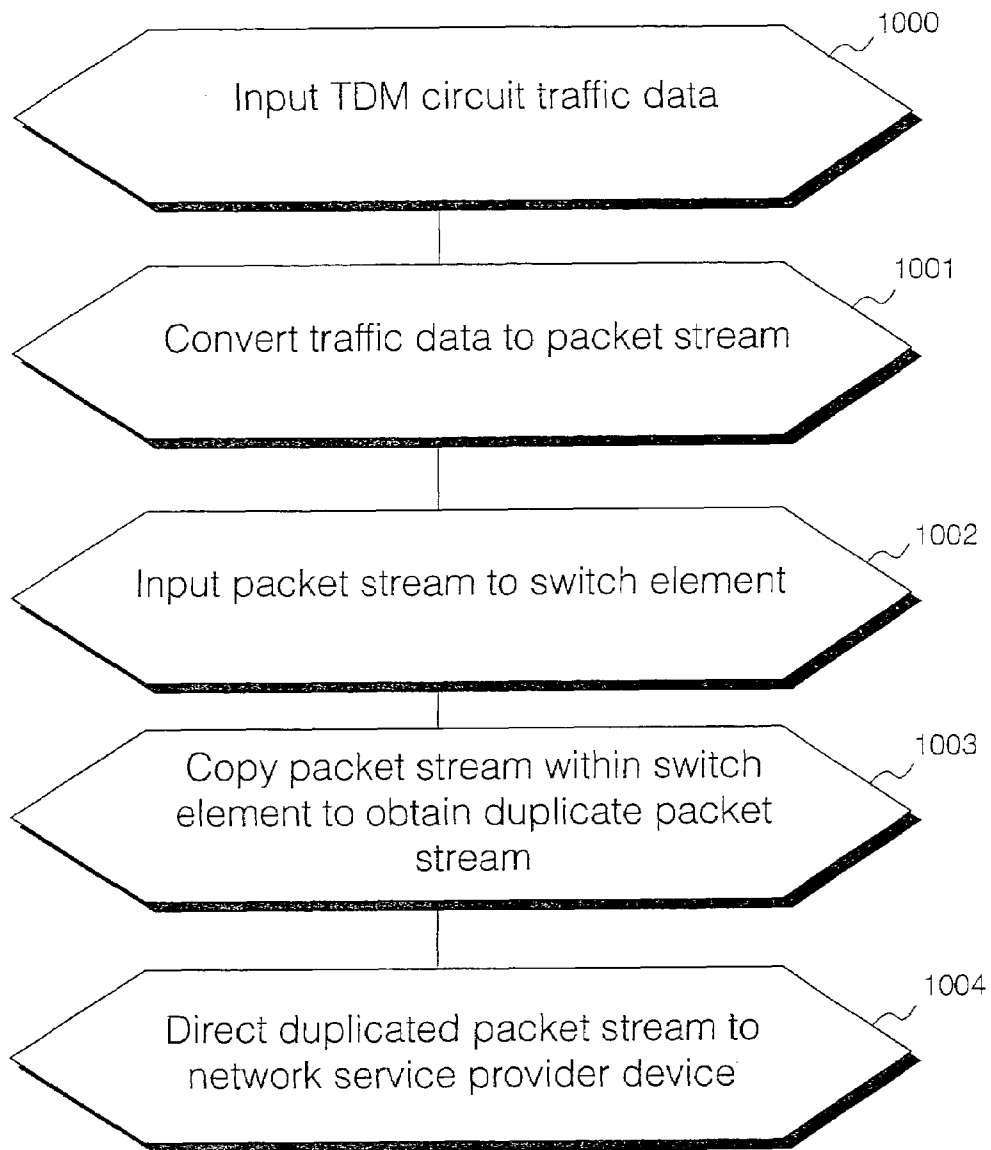 1000
Input TDM circuit traffic data
1001
Convert traffic data to packet stream
1002
Input packet stream to switch element
1003
Copy packet stream within switch
element to obtain duplicate packet
stream
1004
Direct duplicated packet stream to
network service provider device